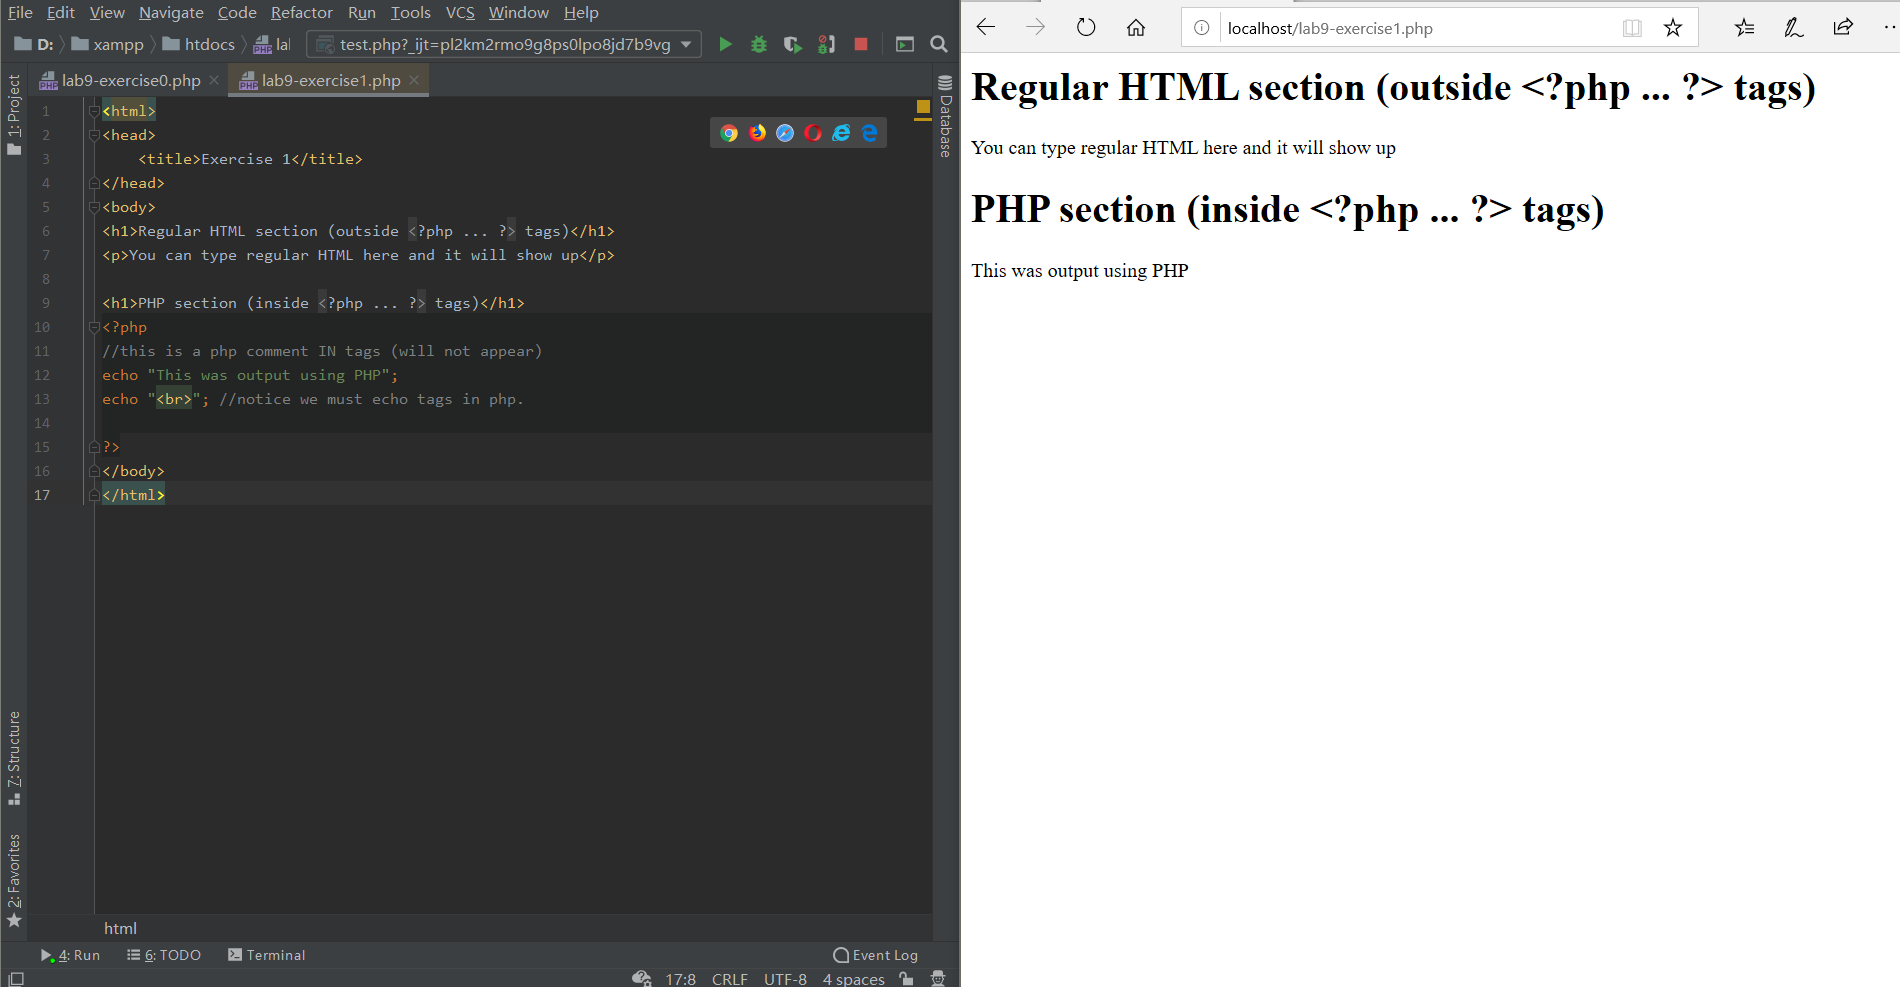 File Edit View Navigate Code Refactor Run Tools VCS Window Help
D: xampp htdocs PHP lal test.php?_ijt=pl2km2rmo9g8ps0lpo8jd7b9vg
PHP lab9-exercise0.php × PHP lab9-exercise1.php ×
1: Project
7: Structure
2: Favorites
1 <html>
2 <head>
3 <title>Exercise 1</title>
4 </head>
5 <body>
6 <h1>Regular HTML section (outside <?php ... ?> tags)</h1>
7 <p>You can type regular HTML here and it will show up</p>
8
9 <h1>PHP section (inside <?php ... ?> tags)</h1>
10 <?php
11 //this is a php comment IN tags (will not appear)
12 echo "This was output using PHP";
13 echo "<br>"; //notice we must echo tags in php.
14
15 ?>
16 </body>
17 </html>
Database
html
4: Run 6: TODO Terminal Event Log
17:8 CRLF UTF-8 4 spaces
localhost/lab9-exercise1.php
Regular HTML section (outside <?php ... ?> tags)
You can type regular HTML here and it will show up
PHP section (inside <?php ... ?> tags)
This was output using PHP